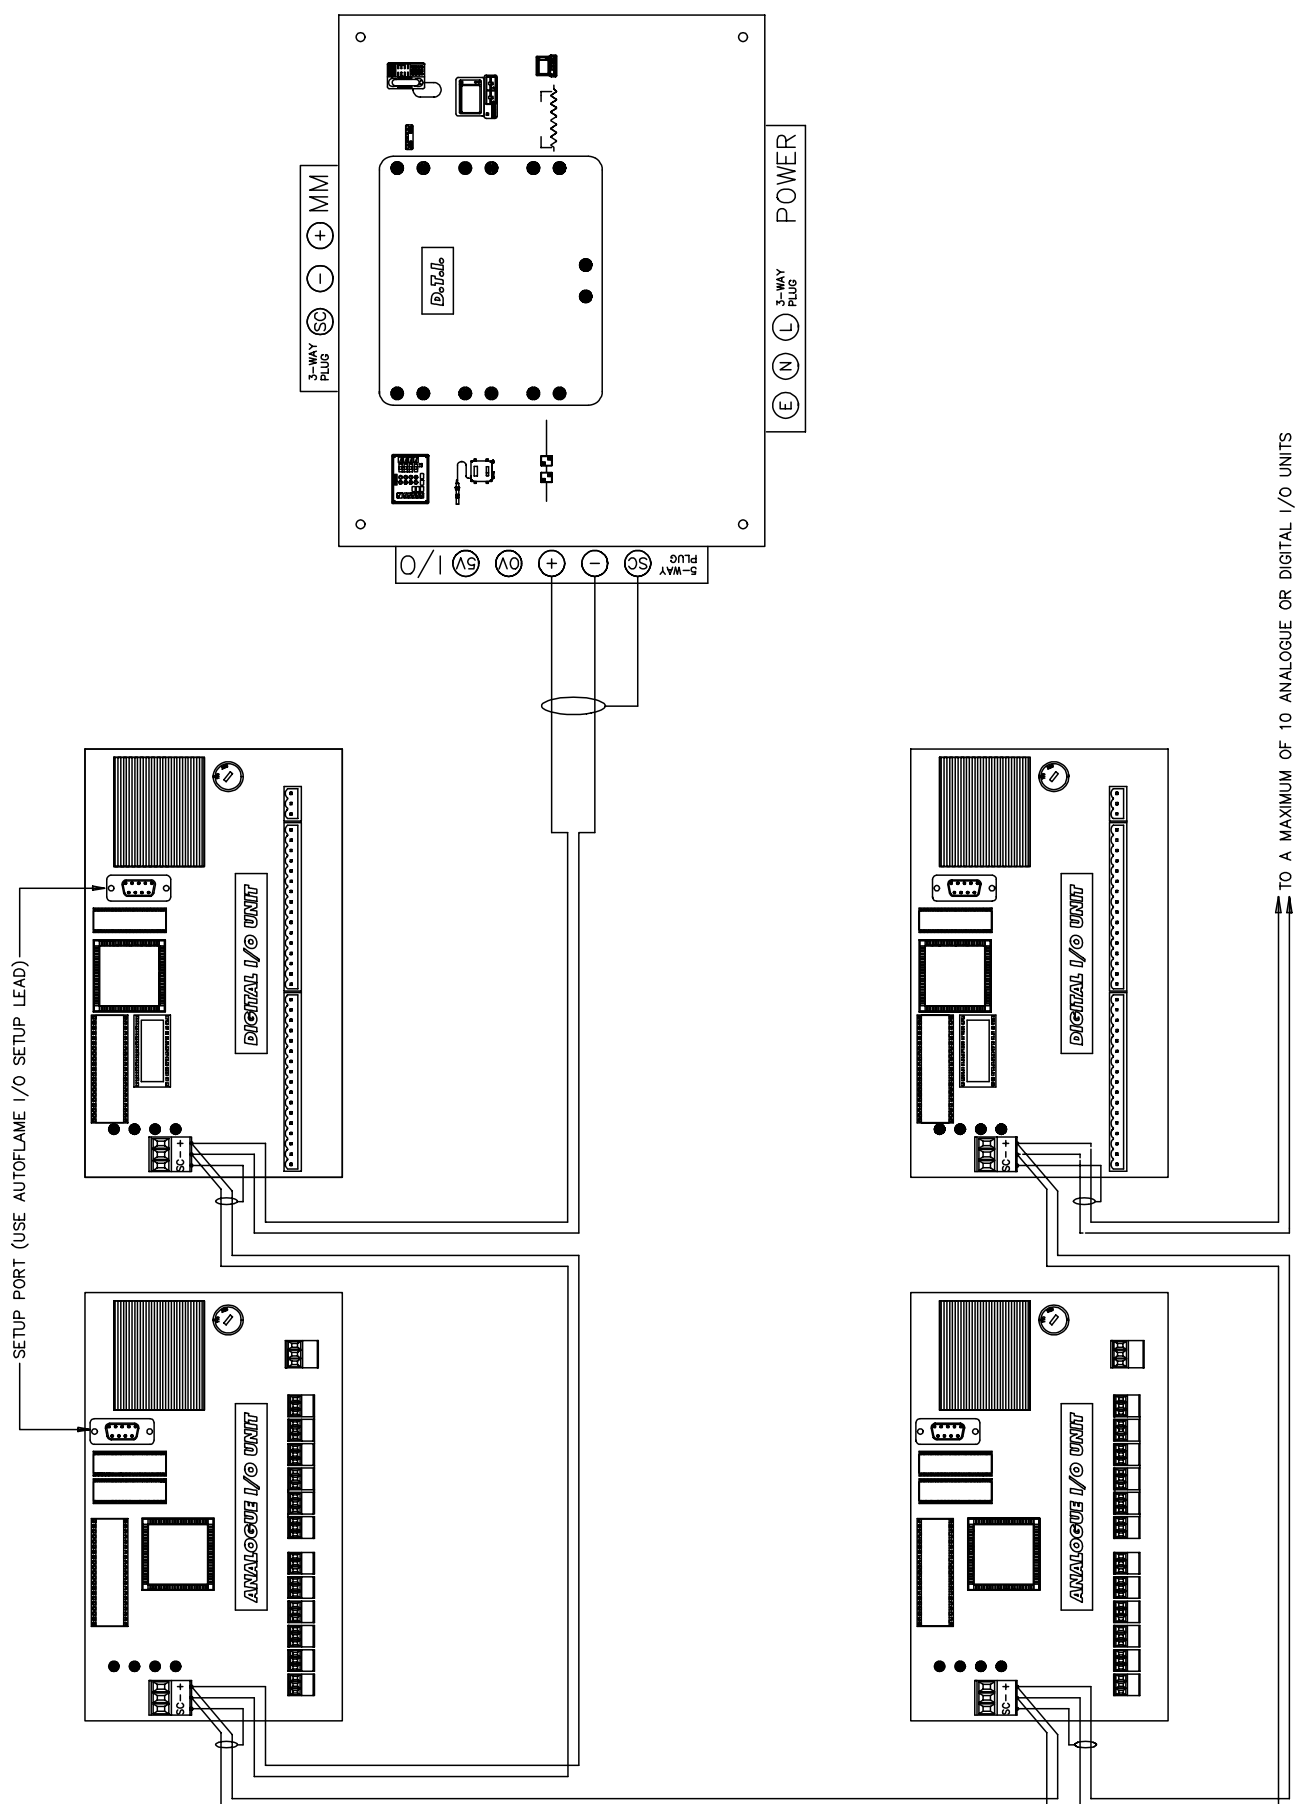 3-WAY
PLUG
SC
-
+
MM
D.T.I.
POWER
3-WAY
PLUG
L
N
E
I/O
5V
0V
+
-
SC
5-WAY
PLUG
SETUP PORT (USE AUTOFLAME I/O SETUP LEAD)
DIGITAL I/O UNIT
SC - +
DIGITAL I/O UNIT
SC - +
ANALOGUE I/O UNIT
SC - +
ANALOGUE I/O UNIT
SC - +
TO A MAXIMUM OF 10 ANALOGUE OR DIGITAL I/O UNITS